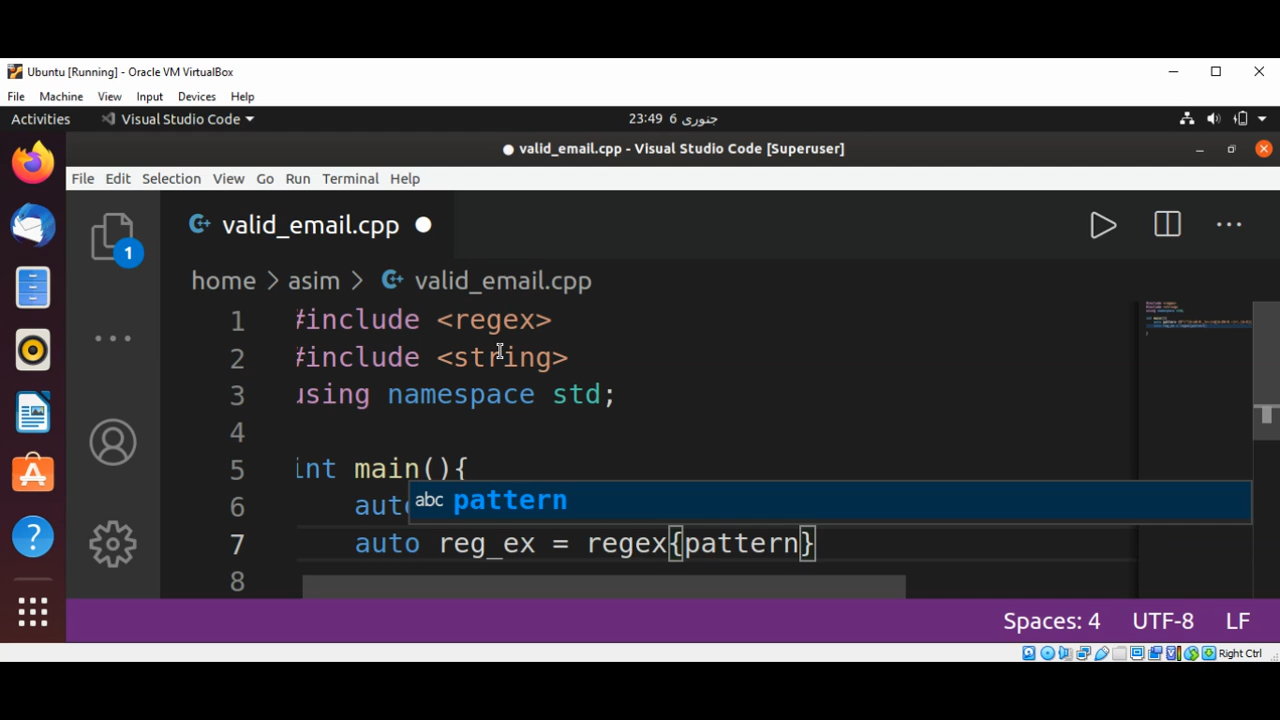 Ubuntu [Running] - Oracle VM VirtualBox
File Machine View Input Devices Help
Activities Visual Studio Code 23:49 6 جنوری
valid_email.cpp - Visual Studio Code [Superuser]
File Edit Selection View Go Run Terminal Help
valid_email.cpp
1
home > asim > valid_email.cpp
1 #include <regex>
2 #include <string>
3 using namespace std;
4
5 int main(){
6 auto
abc pattern
7 auto reg_ex = regex{pattern}
8
Spaces: 4 UTF-8 LF
Right Ctrl